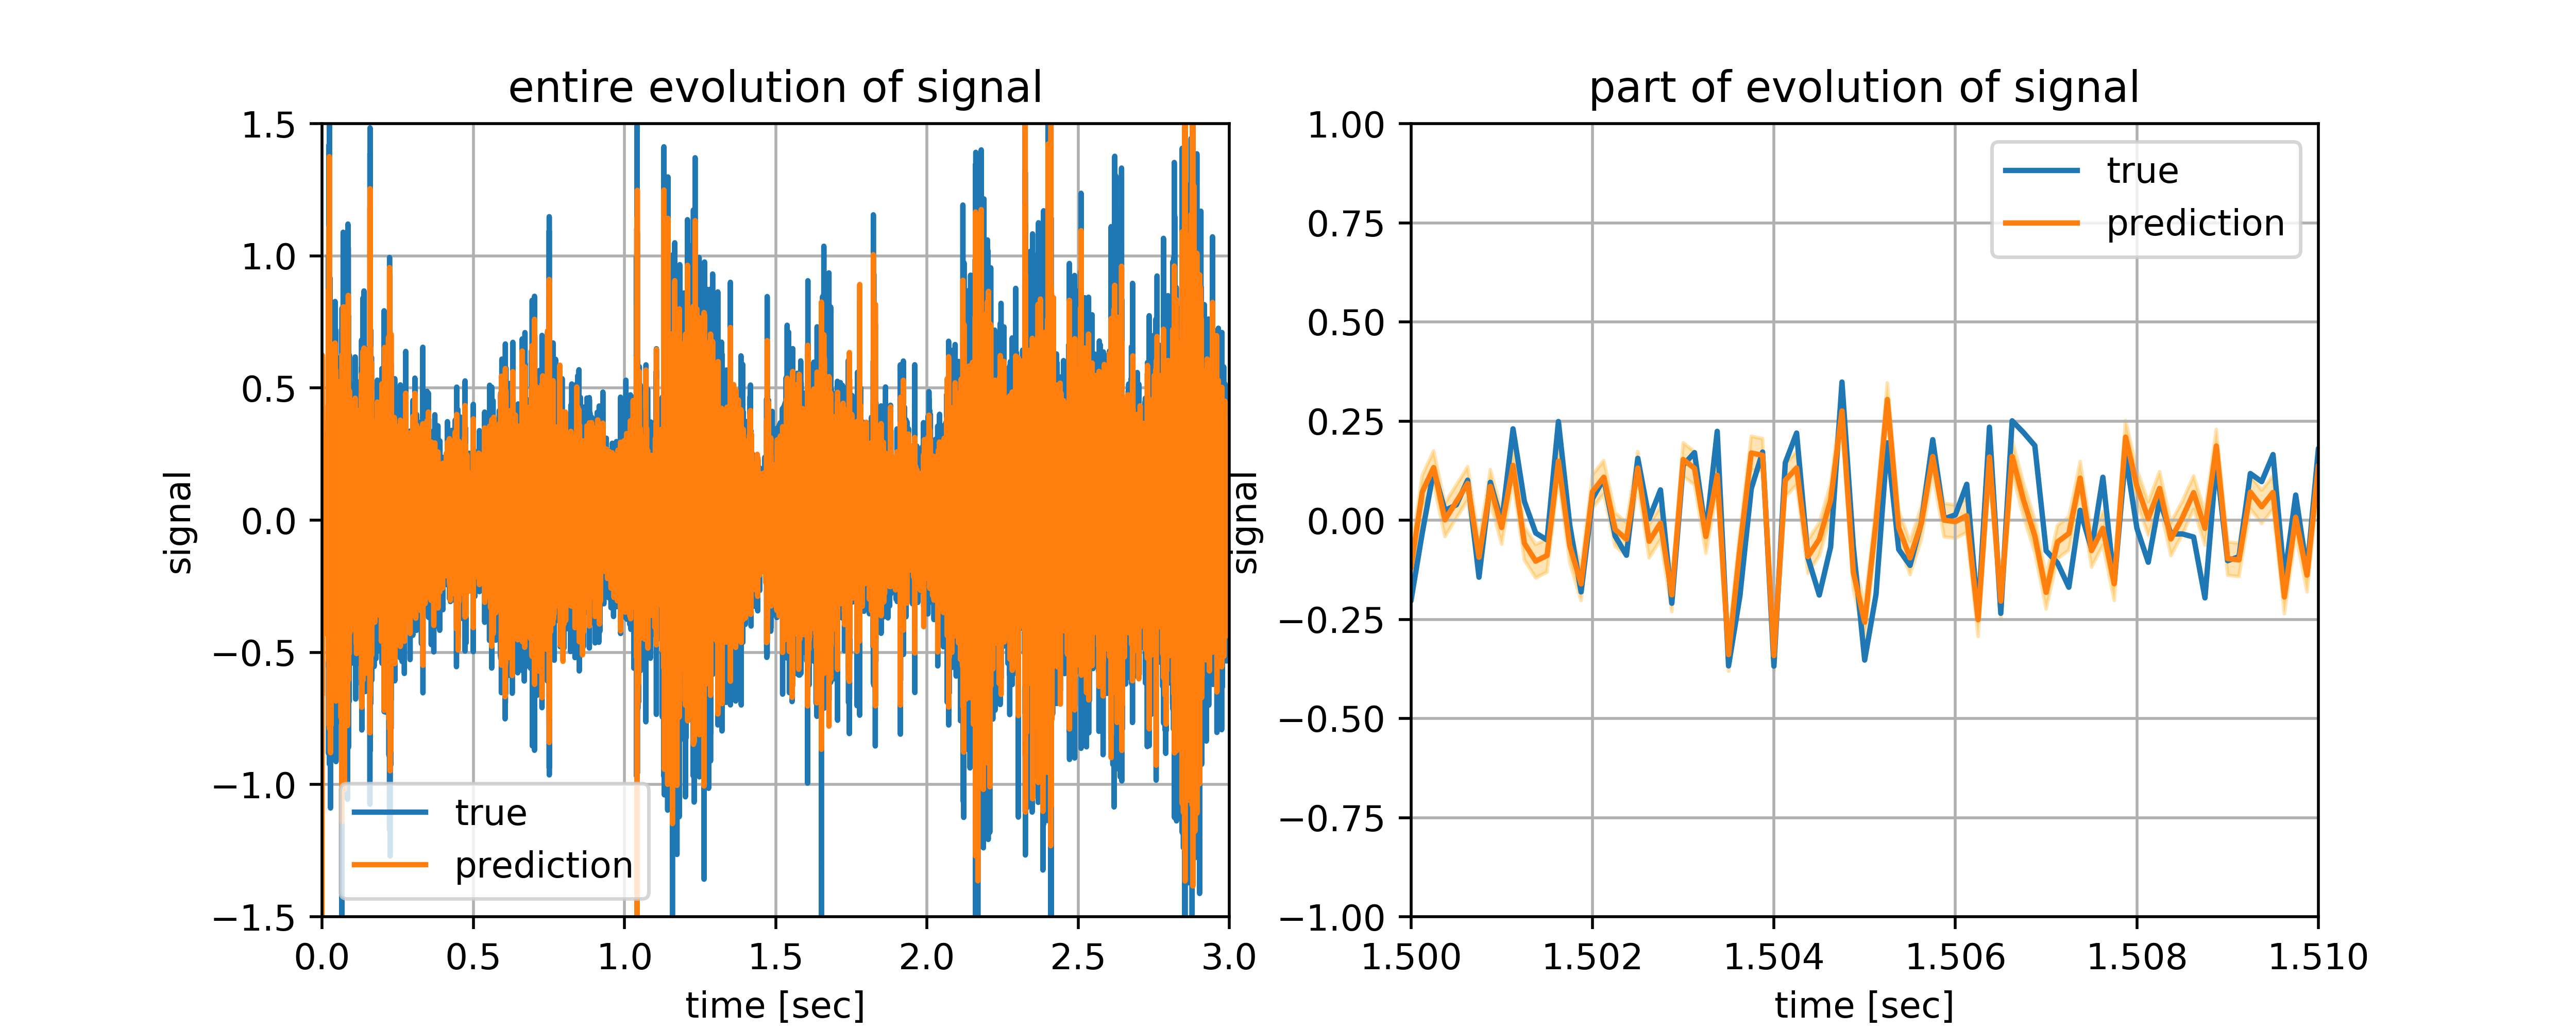 entire evolution of signal
1.5
1.0
0.5
0.0
−0.5
−1.0
−1.5
signal
true
prediction
0.0 0.5 1.0 1.5 2.0 2.5 3.0
time [sec]
part of evolution of signal
1.00
0.75
0.50
0.25
0.00
−0.25
−0.50
−0.75
−1.00
signal
true
prediction
1.500 1.502 1.504 1.506 1.508 1.510
time [sec]